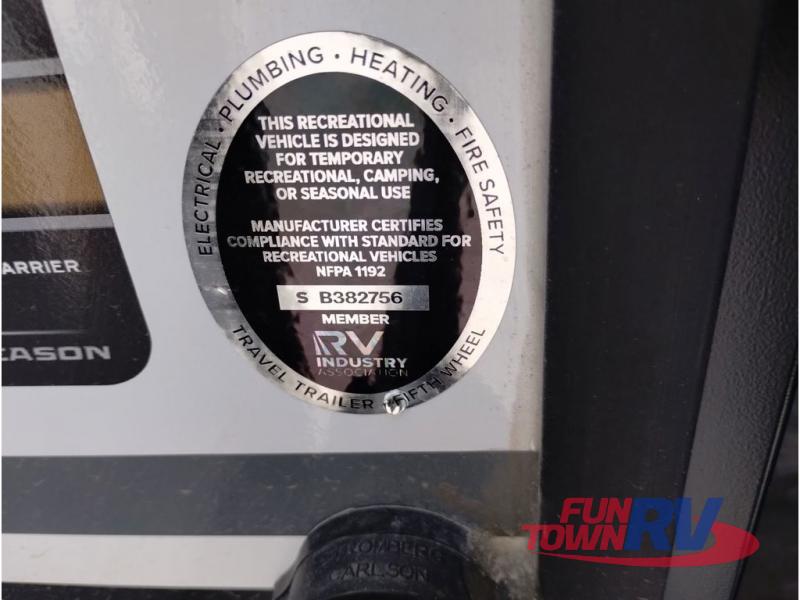 ELECTRICAL · PLUMBING · HEATING · FIRE SAFETY
THIS RECREATIONAL
VEHICLE IS DESIGNED
FOR TEMPORARY
RECREATIONAL, CAMPING,
OR SEASONAL USE
MANUFACTURER CERTIFIES
COMPLIANCE WITH STANDARD FOR
RECREATIONAL VEHICLES
NFPA 1192
S B382756
MEMBER
RV
INDUSTRY
ASSOCIATION
TRAVEL TRAILER · FIFTH WHEEL
ARRIER
EASON
CARLSON
FUN
TOWN RV